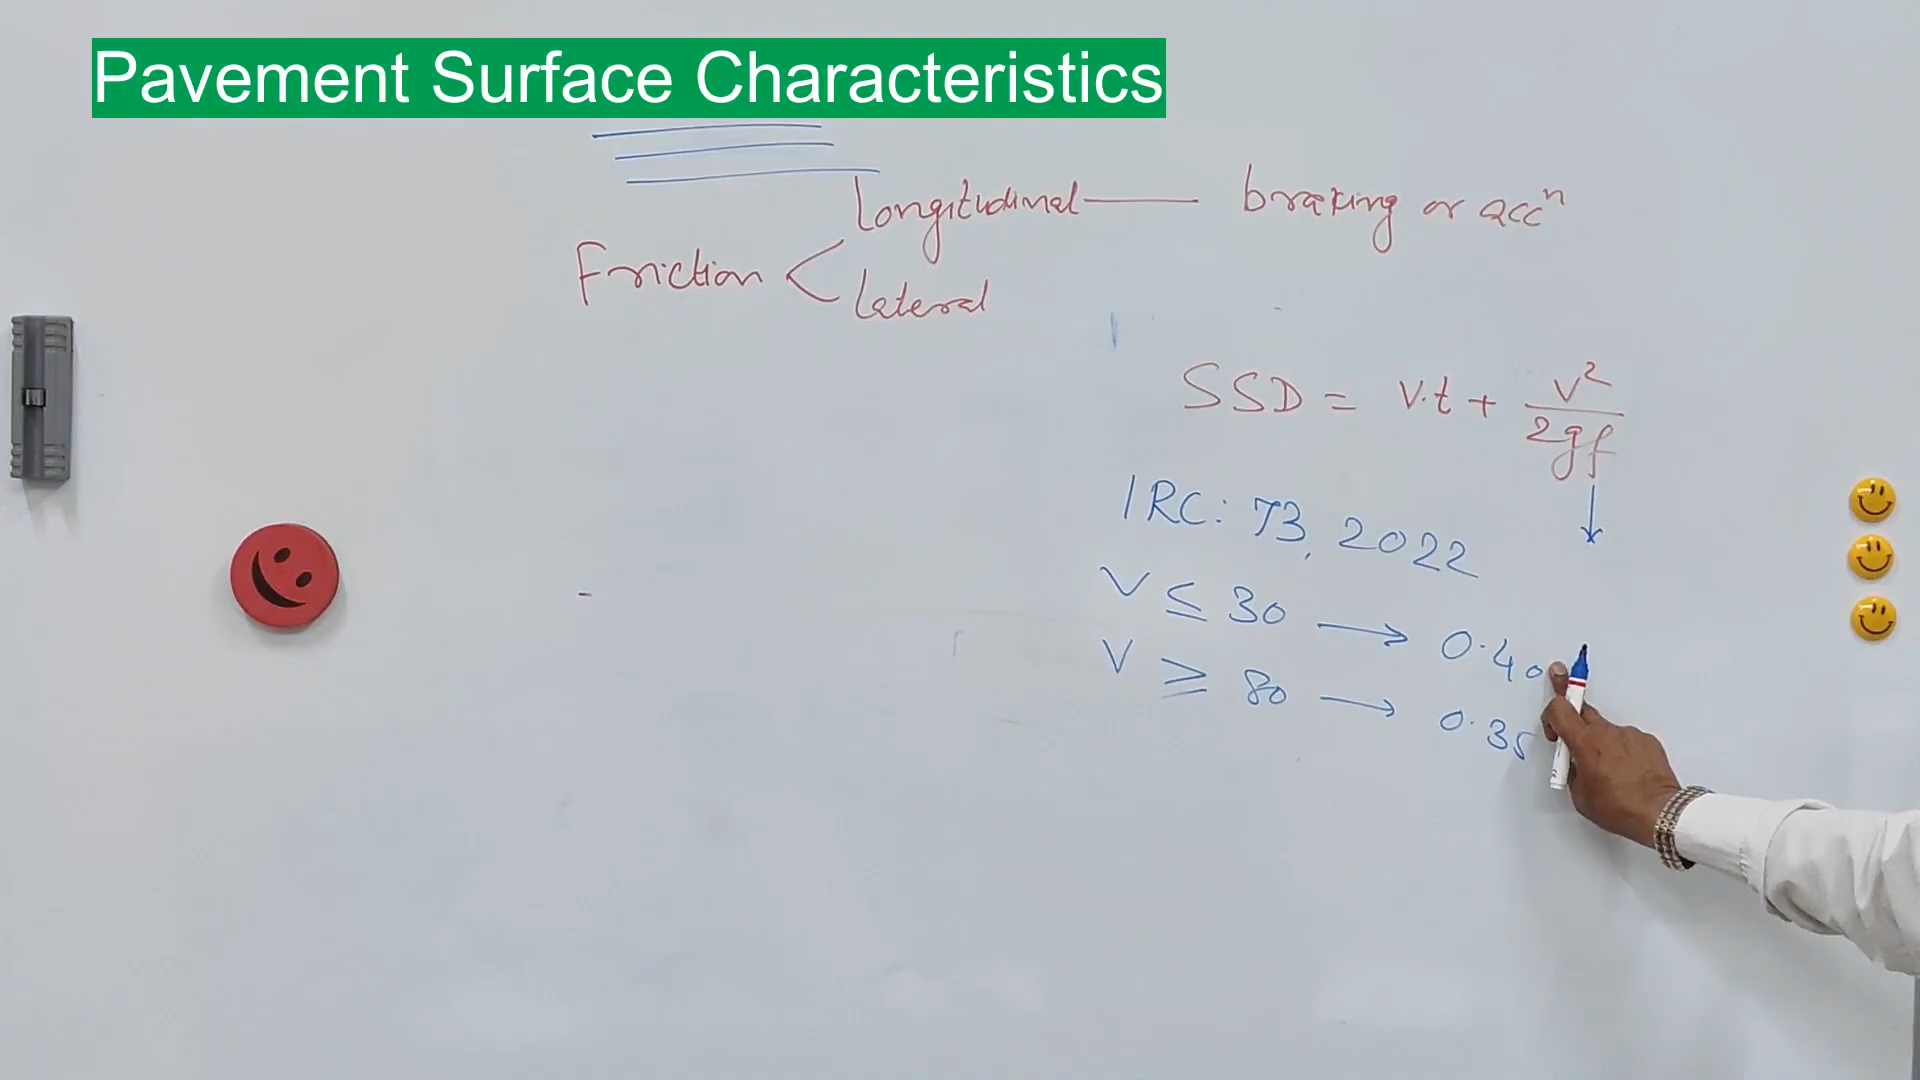 Pavement Surface Characteristics
Longitudinal — braking or accⁿ
Friction <
Lateral
SSD = v.t + v²/2gf
IRC: 73, 2022
V ≤ 30 → 0.40
V ≥ 80 → 0.35